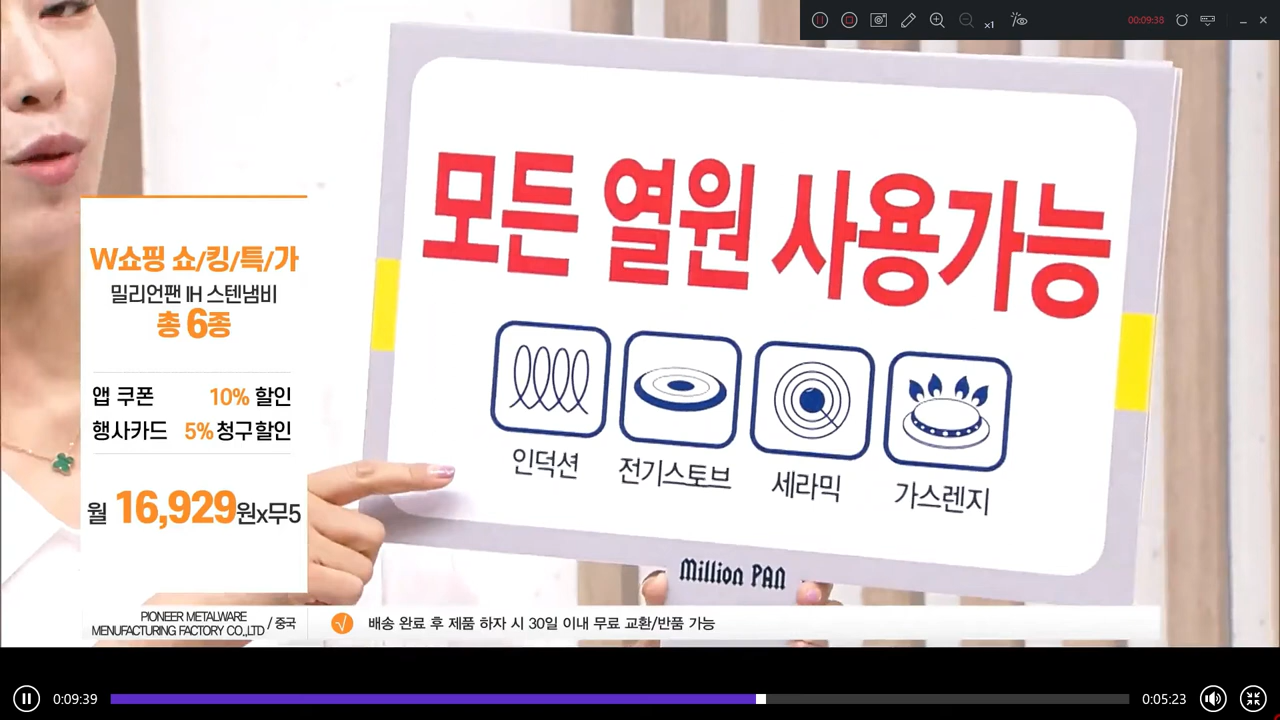 x1
00:09:38
모든 열원 사용가능
인덕션 전기스토브 세라믹 가스렌지
Million PAN
W쇼핑 쇼/킹/특/가
밀리언팬 IH 스텐냄비
총 6종
앱 쿠폰 10% 할인
행사카드 5% 청구할인
월 16,929원x무5
PIONEER METALWARE
MENUFACTURING FACTORY CO.,LTD / 중국
배송 완료 후 제품 하자 시 30일 이내 무료 교환/반품 가능
0:09:39
0:05:23